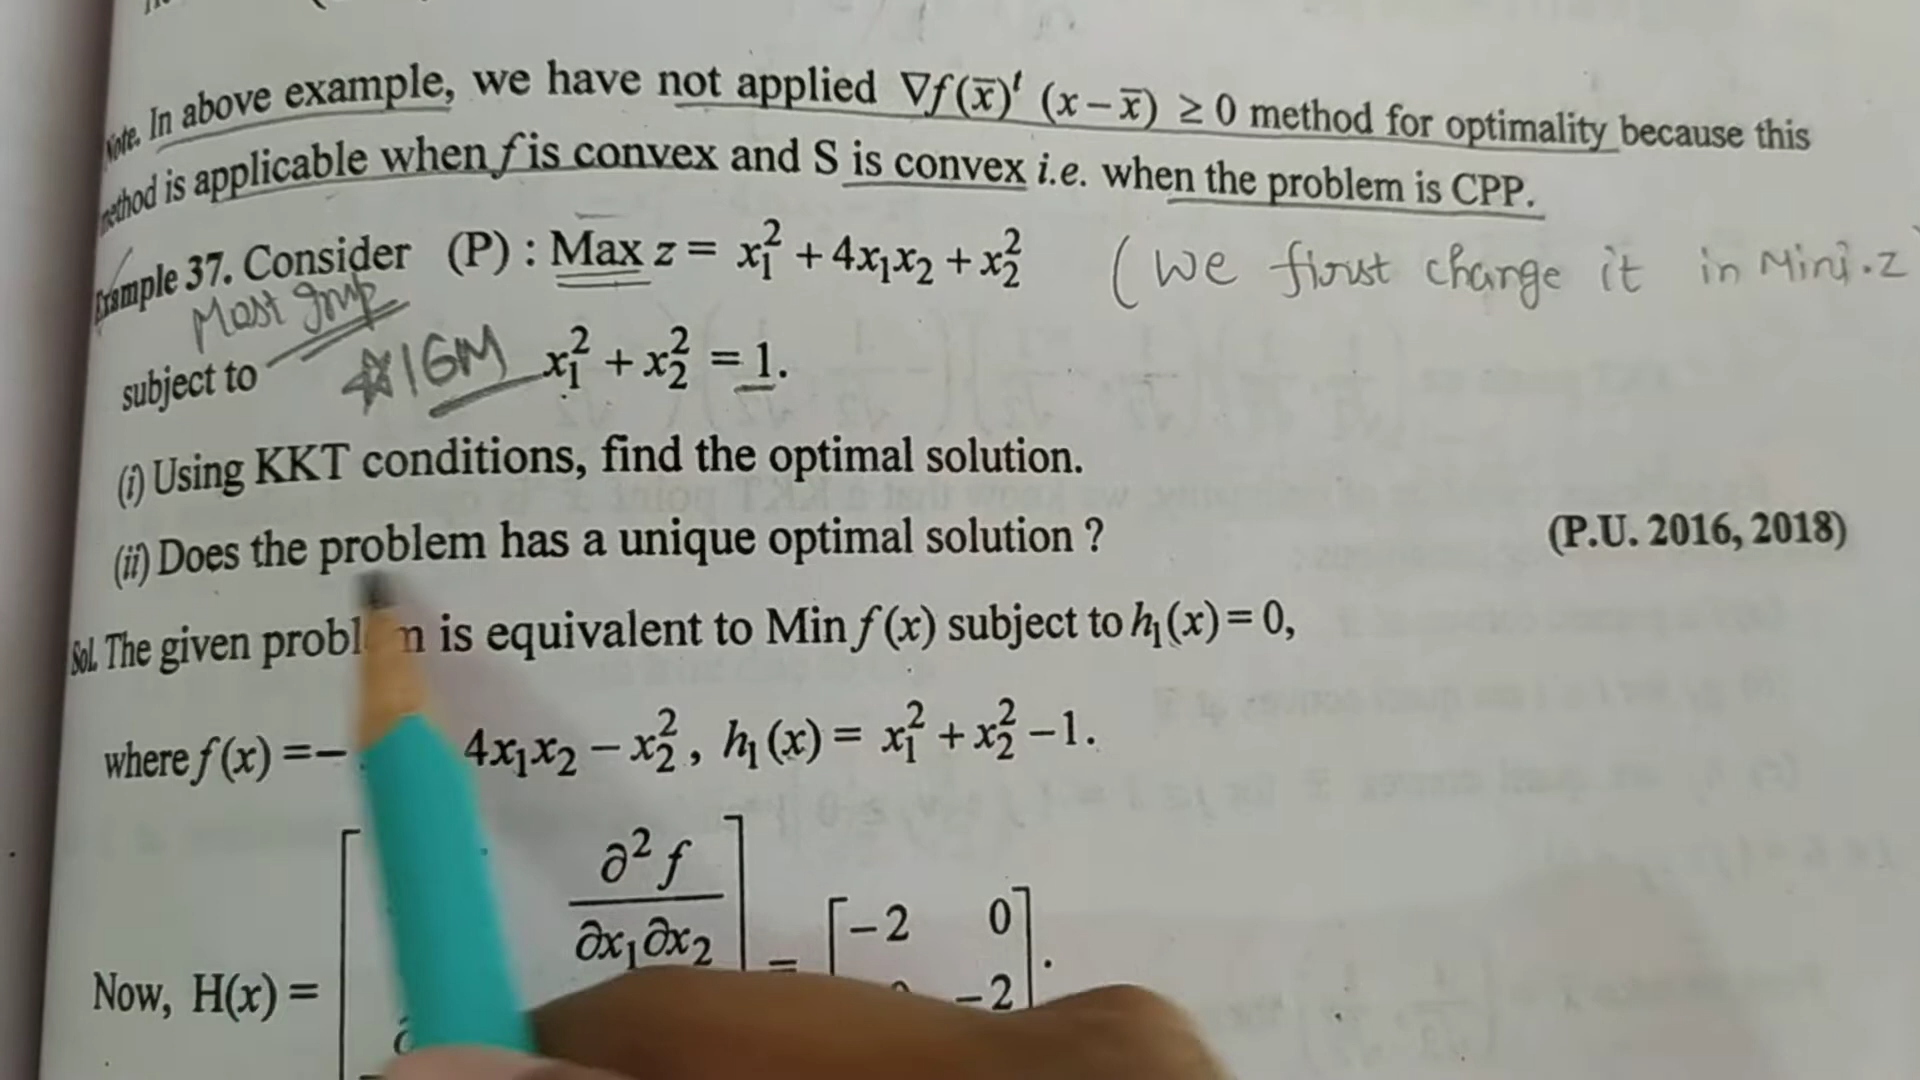 Note. In above example, we have not applied ∇f(x̄)ᵗ (x – x̄) ≥ 0 method for optimality because this
method is applicable when f is convex and S is convex i.e. when the problem is CPP.
Example 37. Consider (P) : Max z = x₁² + 4x₁x₂ + x₂² (We first change it in Mini.z
Most Imp
subject to ☆16M x₁² + x₂² = 1.
(i) Using KKT conditions, find the optimal solution.
(ii) Does the problem has a unique optimal solution ? (P.U. 2016, 2018)
Sol. The given is equivalent to Min f(x) subject to h₁(x) = 0,
where f(x) = – 4x₁x₂ – x₂², h₁(x) = x₁² + x₂² – 1.
∂²f
∂x₁∂x₂
Now, H(x) = = [–2 0
–2].